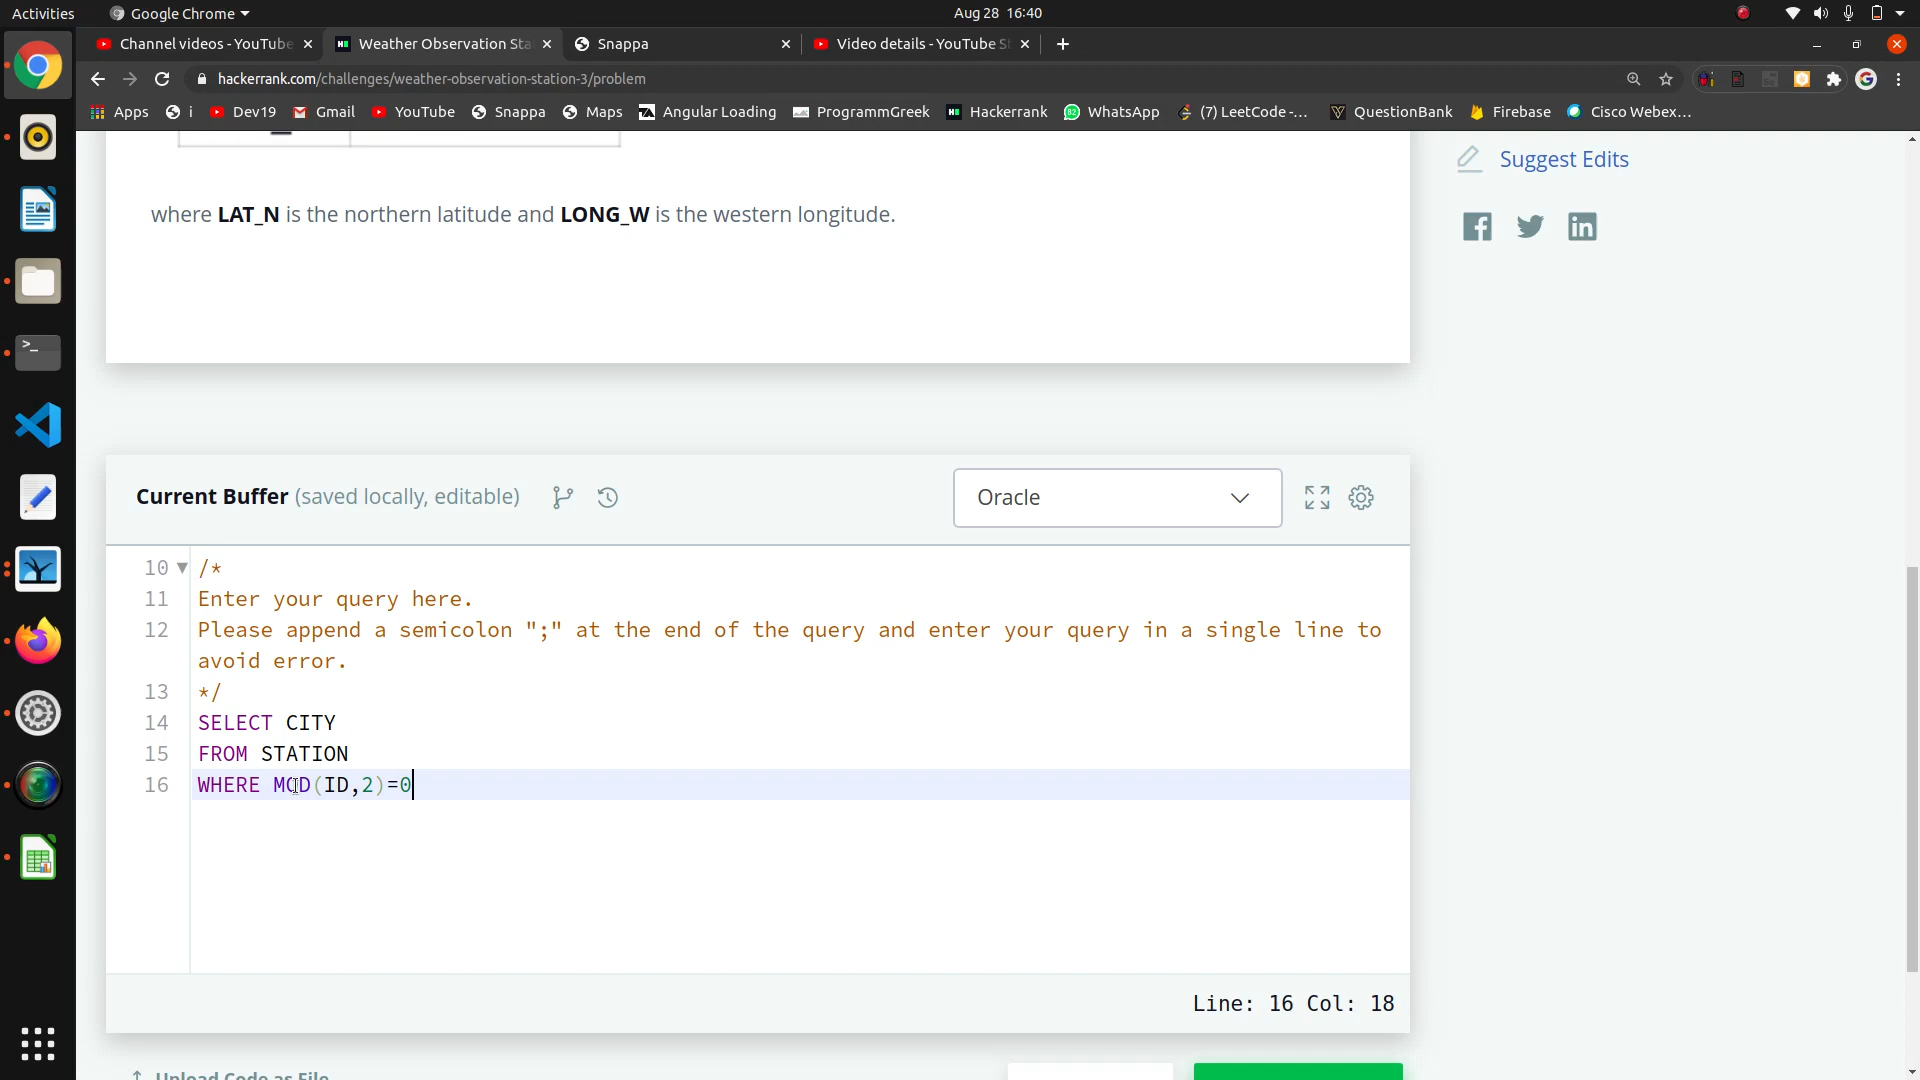 Activities Google Chrome Aug 28 16:40
Channel videos - YouTube Weather Observation Sta Snappa Video details - YouTube S
hackerrank.com/challenges/weather-observation-station-3/problem
Apps i Dev19 Gmail YouTube Snappa Maps Angular Loading ProgrammGreek Hackerrank WhatsApp (7) LeetCode -... QuestionBank Firebase Cisco Webex...
Suggest Edits
where LAT_N is the northern latitude and LONG_W is the western longitude.
Current Buffer (saved locally, editable) Oracle
10 /*
11 Enter your query here.
12 Please append a semicolon ";" at the end of the query and enter your query in a single line to
avoid error.
13 */
14 SELECT CITY
15 FROM STATION
16 WHERE MOD(ID,2)=0
Line: 16 Col: 18
Upload Code as File